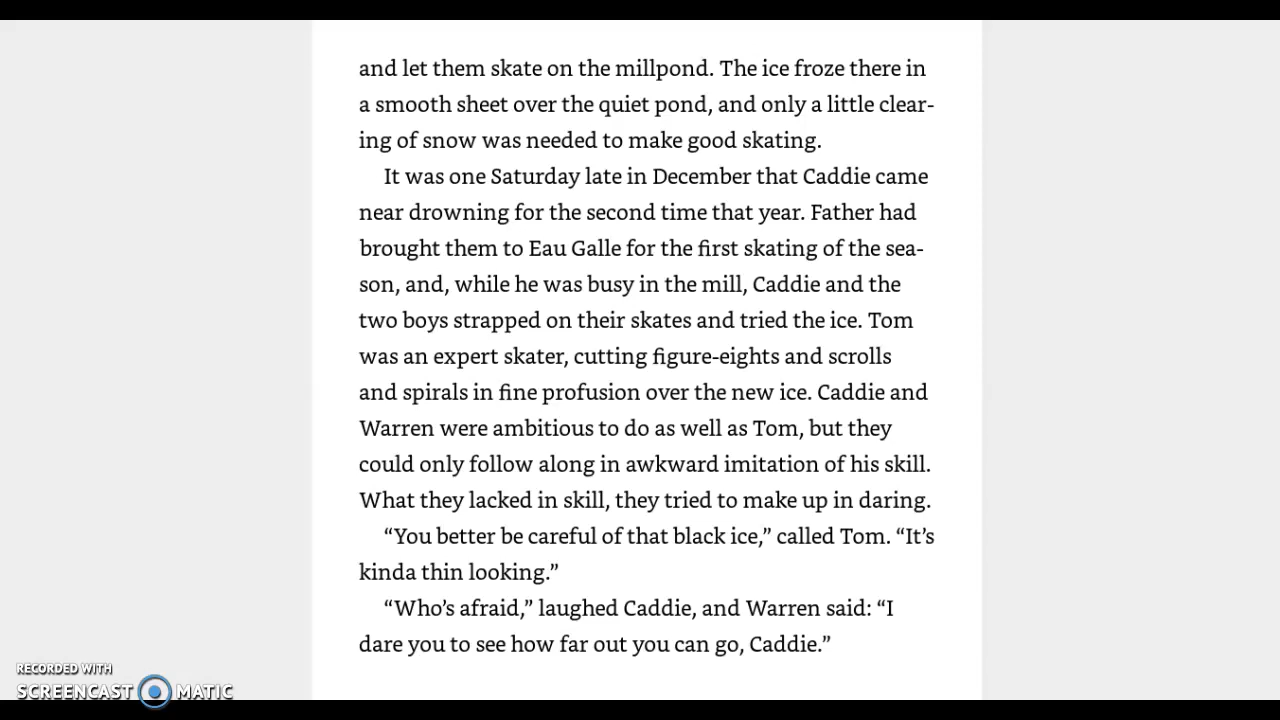 and let them skate on the millpond. The ice froze there in
a smooth sheet over the quiet pond, and only a little clear-
ing of snow was needed to make good skating.
It was one Saturday late in December that Caddie came
near drowning for the second time that year. Father had
brought them to Eau Galle for the first skating of the sea-
son, and, while he was busy in the mill, Caddie and the
two boys strapped on their skates and tried the ice. Tom
was an expert skater, cutting figure-eights and scrolls
and spirals in fine profusion over the new ice. Caddie and
Warren were ambitious to do as well as Tom, but they
could only follow along in awkward imitation of his skill.
What they lacked in skill, they tried to make up in daring.
“You better be careful of that black ice,” called Tom. “It’s
kinda thin looking.”
“Who’s afraid,” laughed Caddie, and Warren said: “I
dare you to see how far out you can go, Caddie.”
RECORDED WITH
SCREENCAST MATIC